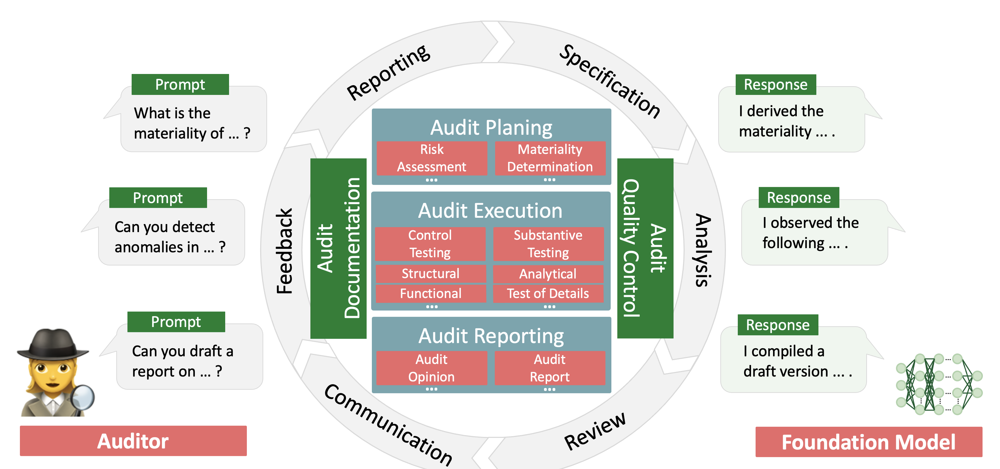 Reporting
Specification
Analysis
Review
Communication
Feedback
Prompt
What is the
materiality of ... ?
Prompt
Can you detect
anomalies in ... ?
Prompt
Can you draft a
report on ... ?
Auditor
Audit
Documentation
Audit Planing
Risk
Assessment
...
Materiality
Determination
...
Audit Execution
Control
Testing
Structural
Functional
...
Substantive
Testing
Analytical
Test of Details
...
Audit Reporting
Audit
Opinion
...
Audit
Report
...
Audit
Quality Control
Response
I derived the
materiality ... .
Response
I observed the
following ... .
Response
I compiled a
draft version ... .
Foundation Model